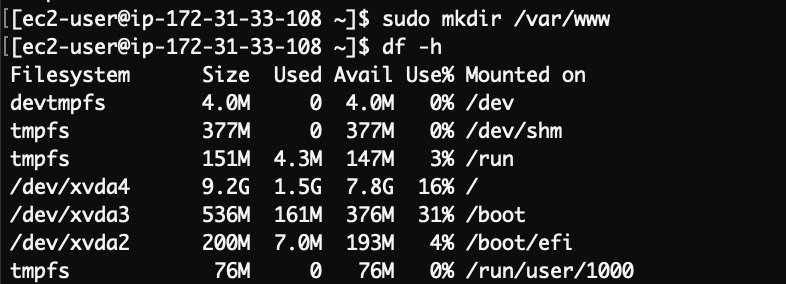 [[ec2-user@ip-172-31-33-108 ~]$ sudo mkdir /var/www
[[ec2-user@ip-172-31-33-108 ~]$ df -h
Filesystem      Size  Used Avail Use% Mounted on
devtmpfs        4.0M     0  4.0M   0% /dev
tmpfs           377M     0  377M   0% /dev/shm
tmpfs           151M  4.3M  147M   3% /run
/dev/xvda4      9.2G  1.5G  7.8G  16% /
/dev/xvda3      536M  161M  376M  31% /boot
/dev/xvda2      200M  7.0M  193M   4% /boot/efi
tmpfs            76M     0   76M   0% /run/user/1000